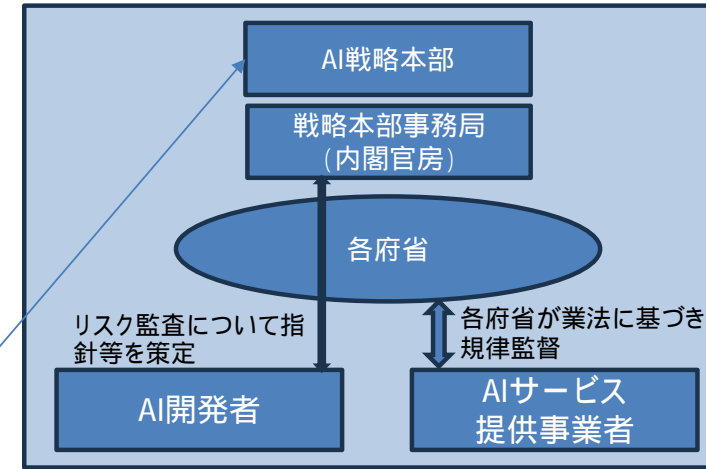 AI戦略本部
戦略本部事務局
(内閣官房)
各府省
リスク監査について指
針等を策定
各府省が業法に基づき
規律監督
AI開発者
AIサービス
提供事業者